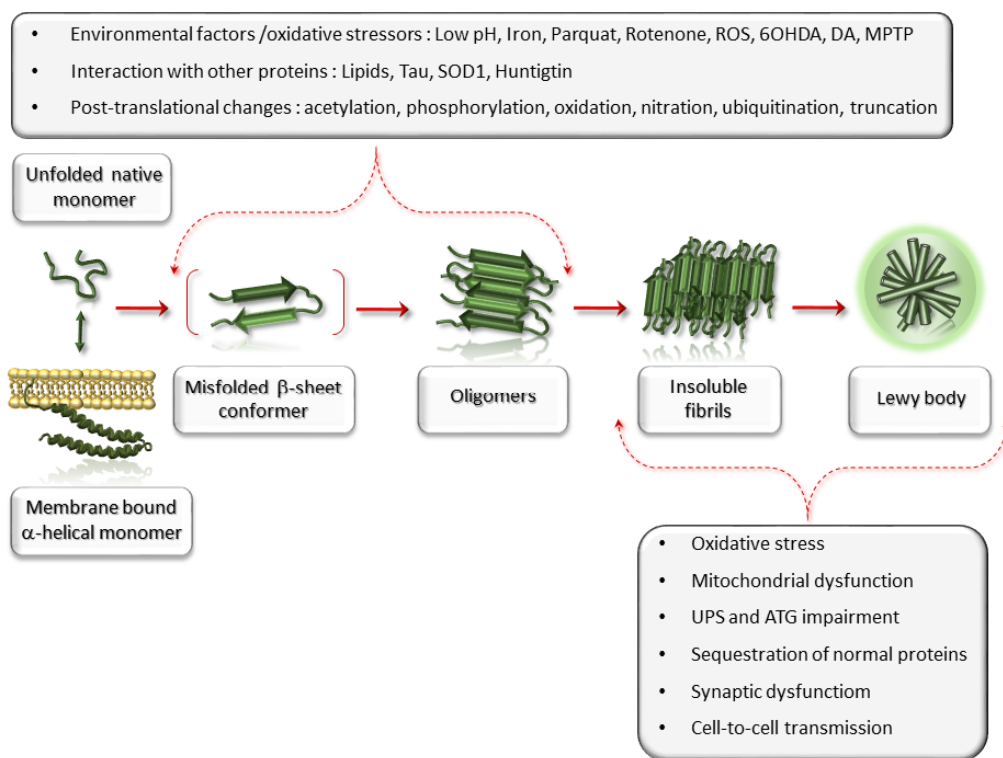 • Environmental factors /oxidative stressors : Low pH, Iron, Parquat, Rotenone, ROS, 6OHDA, DA, MPTP
• Interaction with other proteins : Lipids, Tau, SOD1, Huntigtin
• Post-translational changes : acetylation, phosphorylation, oxidation, nitration, ubiquitination, truncation
Unfolded native
monomer
Misfolded β-sheet
conformer
Oligomers
Insoluble
fibrils
Lewy body
Membrane bound
α-helical monomer
• Oxidative stress
• Mitochondrial dysfunction
• UPS and ATG impairment
• Sequestration of normal proteins
• Synaptic dysfunctiom
• Cell-to-cell transmission